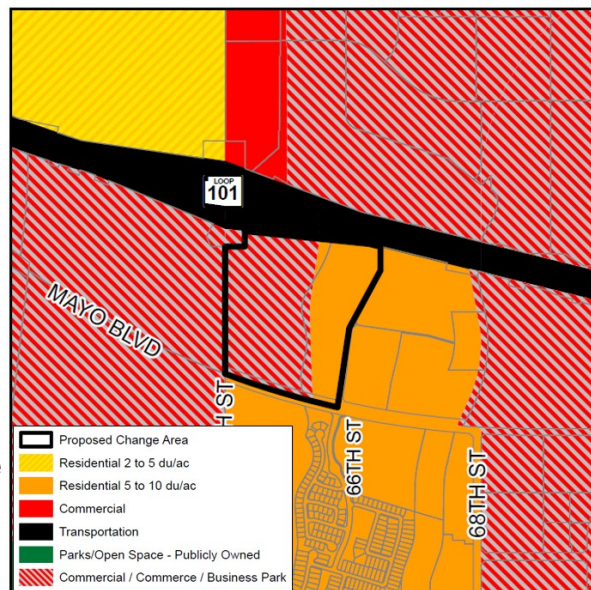 LOOP
101
MAYO BLVD
H ST
66TH ST
68TH ST
Proposed Change Area
Residential 2 to 5 du/ac
Residential 5 to 10 du/ac
Commercial
Transportation
Parks/Open Space - Publicly Owned
Commercial / Commerce / Business Park